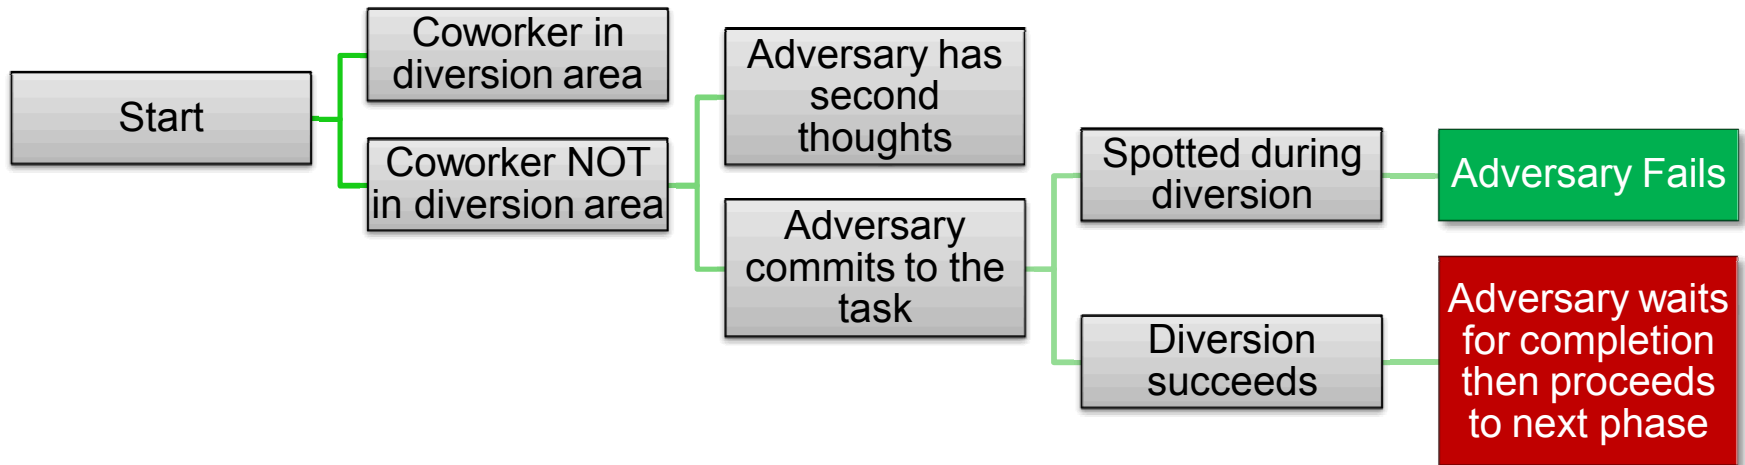 Start
Coworker in
diversion area
Coworker NOT
in diversion area
Adversary has
second
thoughts
Adversary
commits to the
task
Spotted during
diversion
Diversion
succeeds
Adversary Fails
Adversary waits
for completion
then proceeds
to next phase